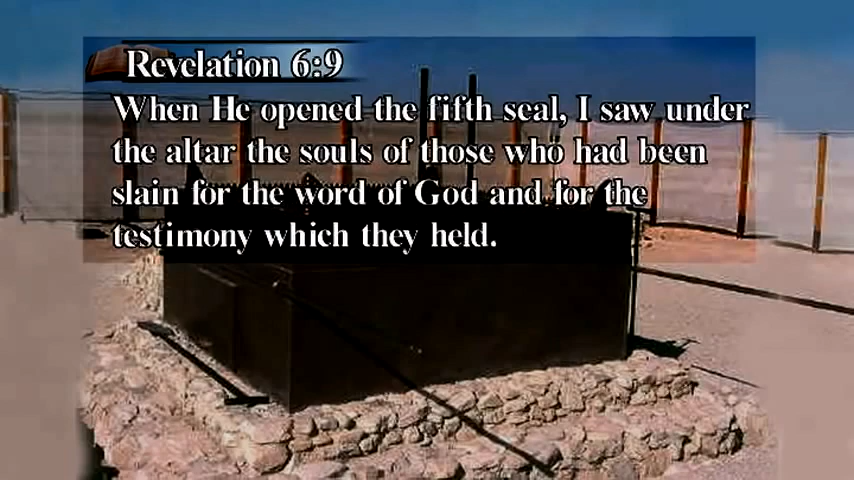 Revelation 6:9
When He opened the fifth seal, I saw under
the altar the souls of those who had been
slain for the word of God and for the
testimony which they held.